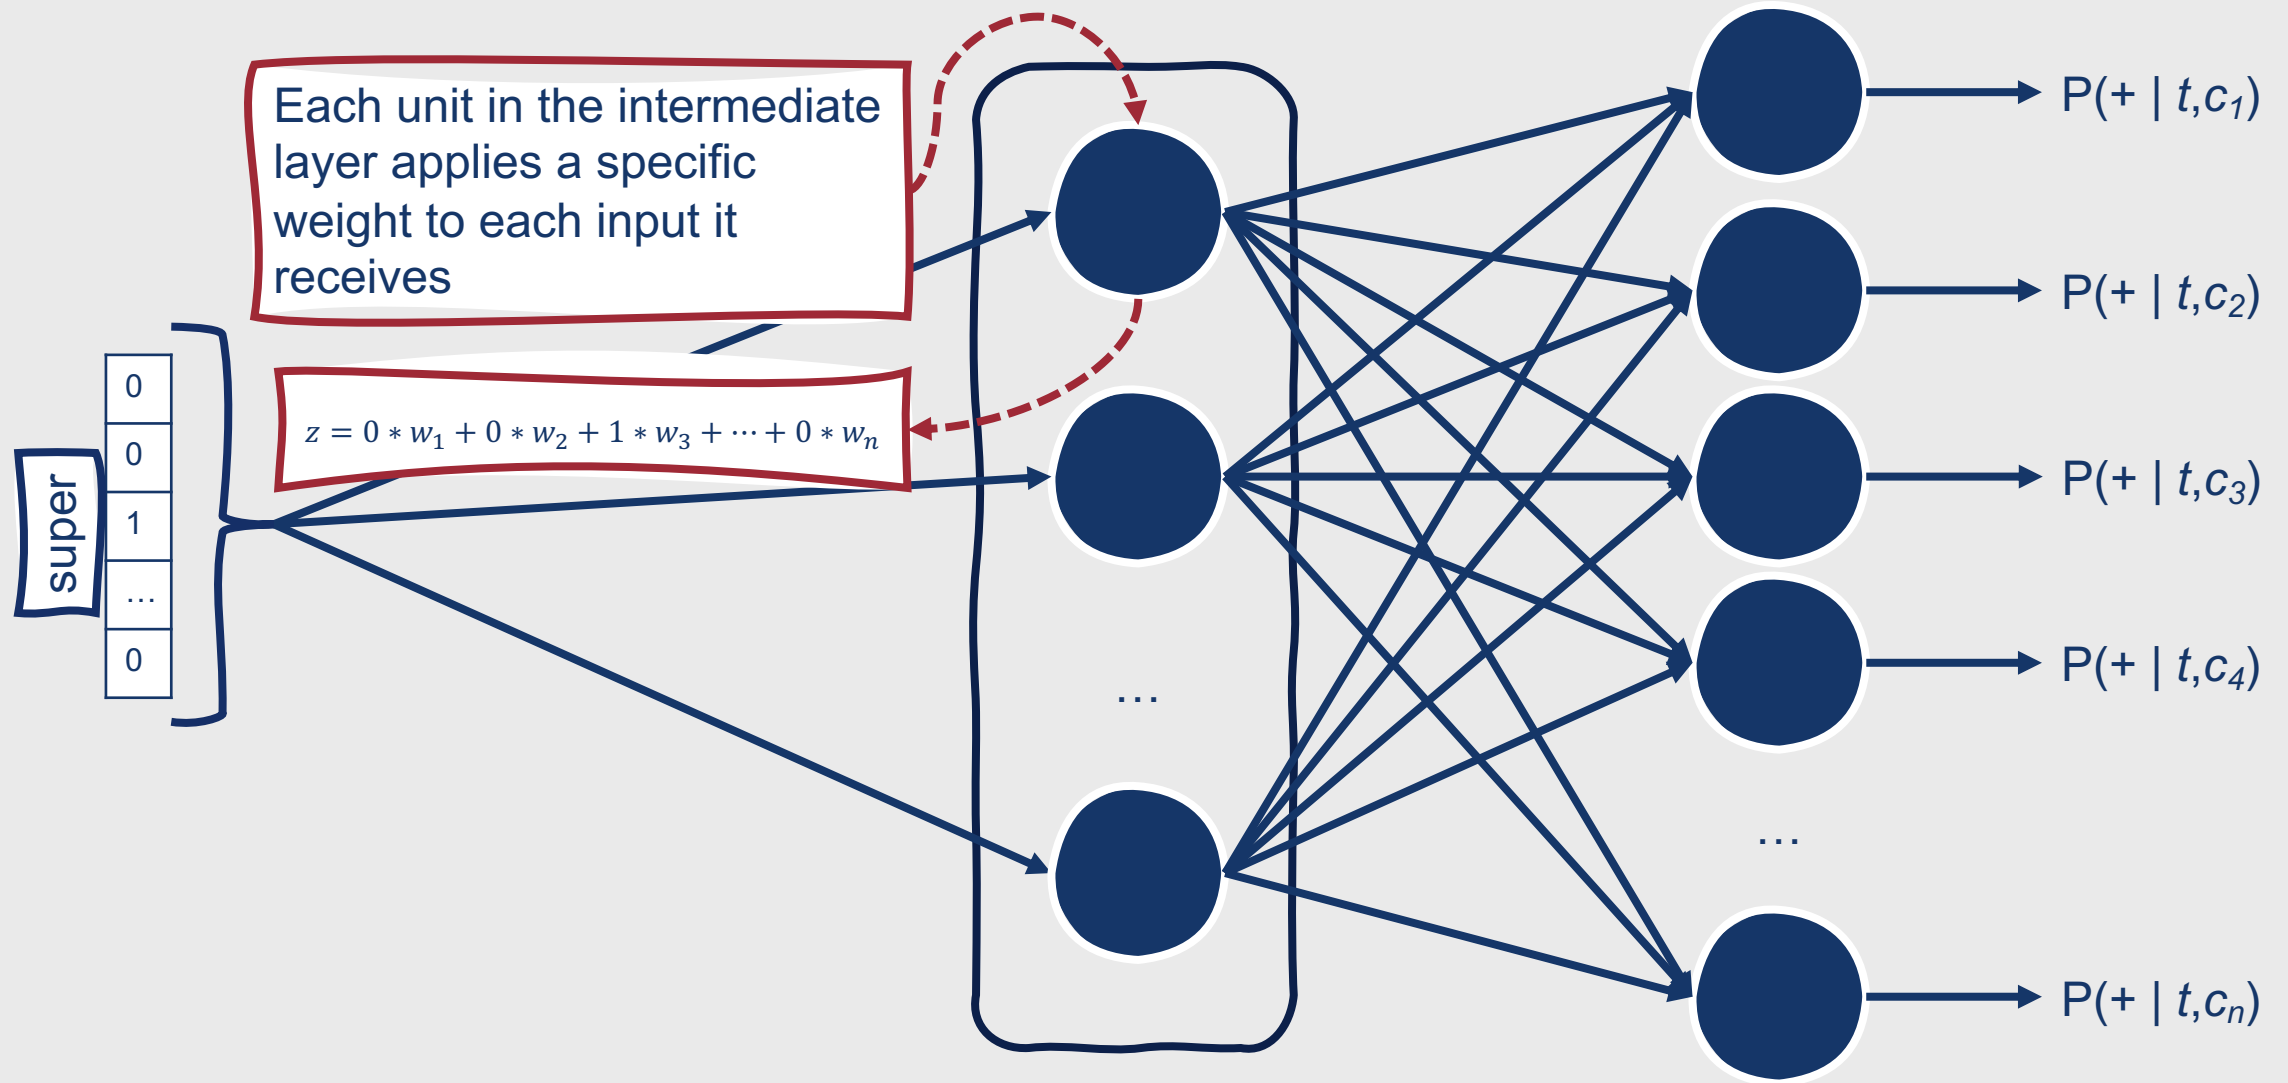 Each unit in the intermediate
layer applies a specific
weight to each input it
receives
z = 0 ∗ w₁ + 0 ∗ w₂ + 1 ∗ w₃ + ⋯ + 0 ∗ wₙ
super
0
0
1
…
0
…
…
P(+ | t,c₁)
P(+ | t,c₂)
P(+ | t,c₃)
P(+ | t,c₄)
P(+ | t,cₙ)